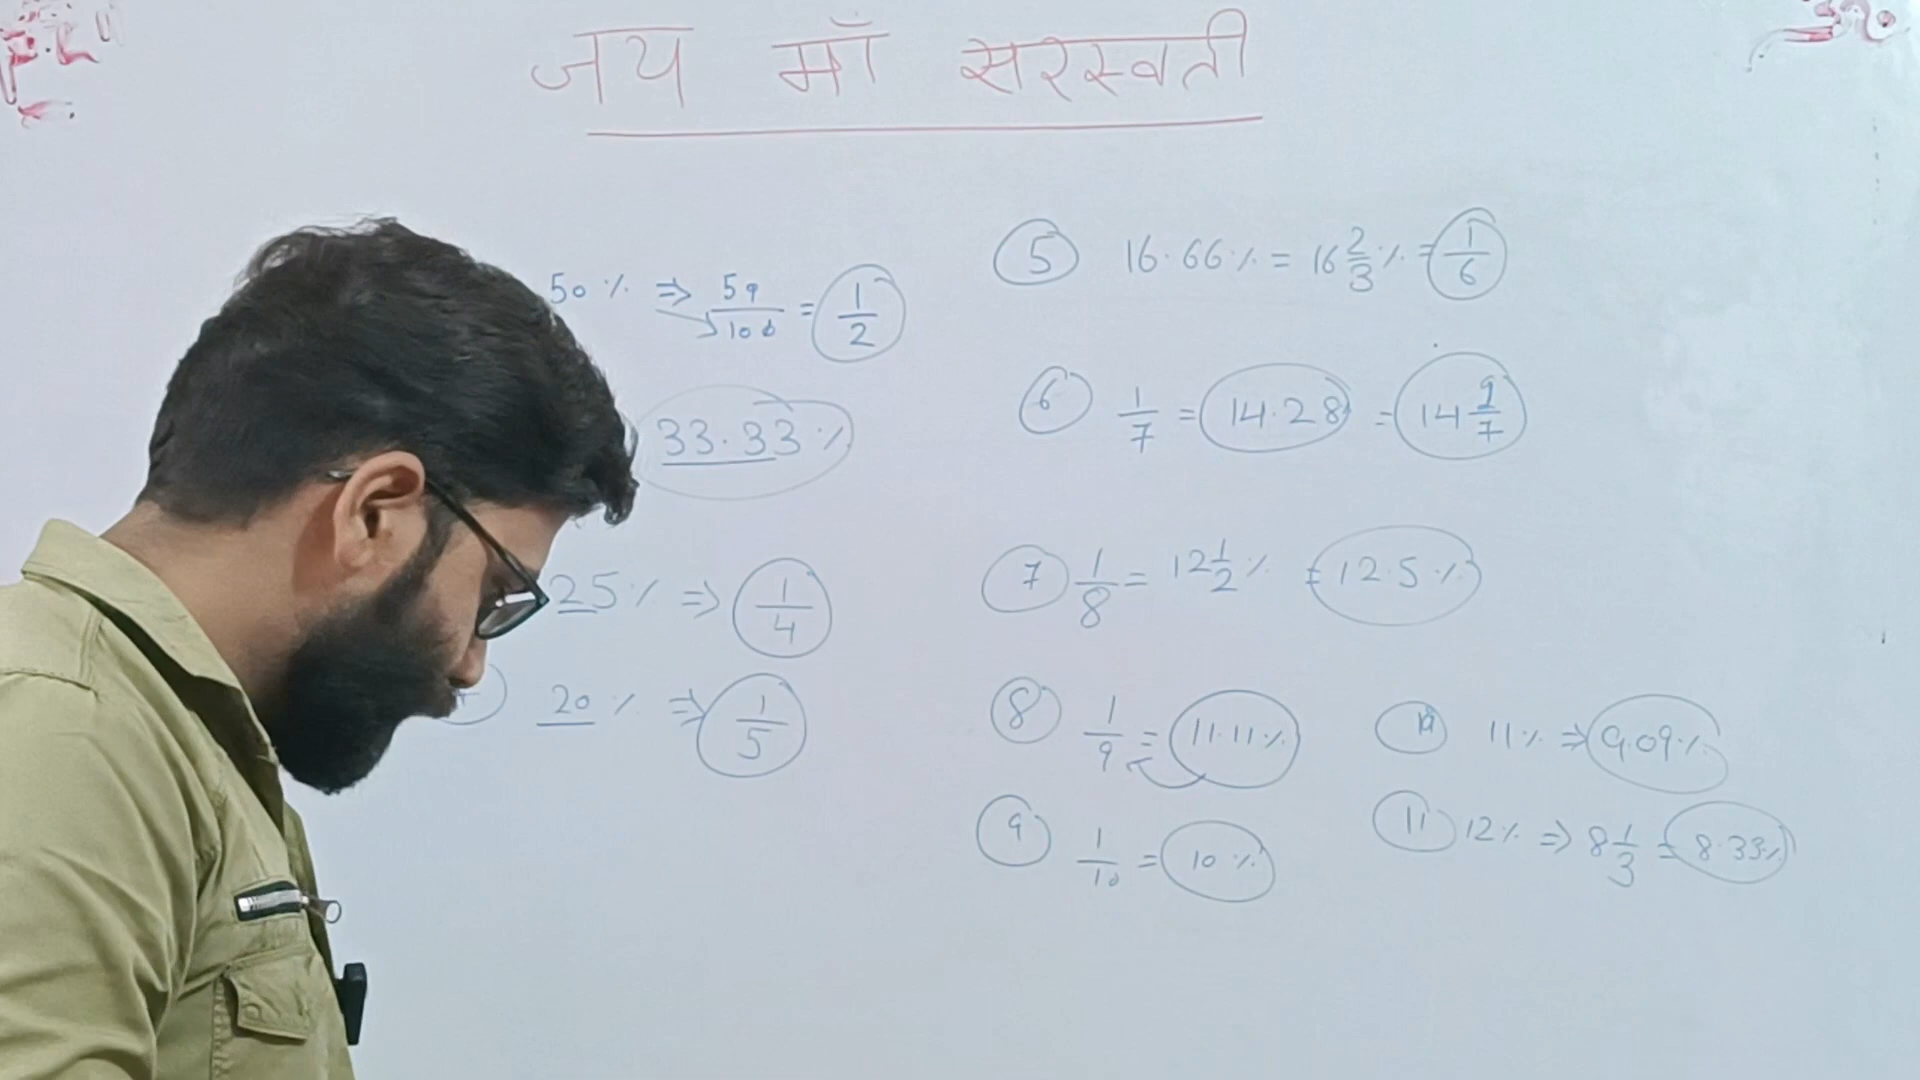 जय माँ सरस्वती
50 % ⇒ 50/100 = 1/2
33.33 %
25 % ⇒ 1/4
20 % ⇒ 1/5
5 16.66 % = 16 2/3 % = 1/6
6 1/7 = 14.28 = 14 2/7
7 1/8 = 12 1/2 % = 12.5 %
8 1/9 = 11.11 %
9 1/10 = 10 %
10 11 % ⇒ 9.09 %
11 12 % ⇒ 8 1/3 = 8.33 %